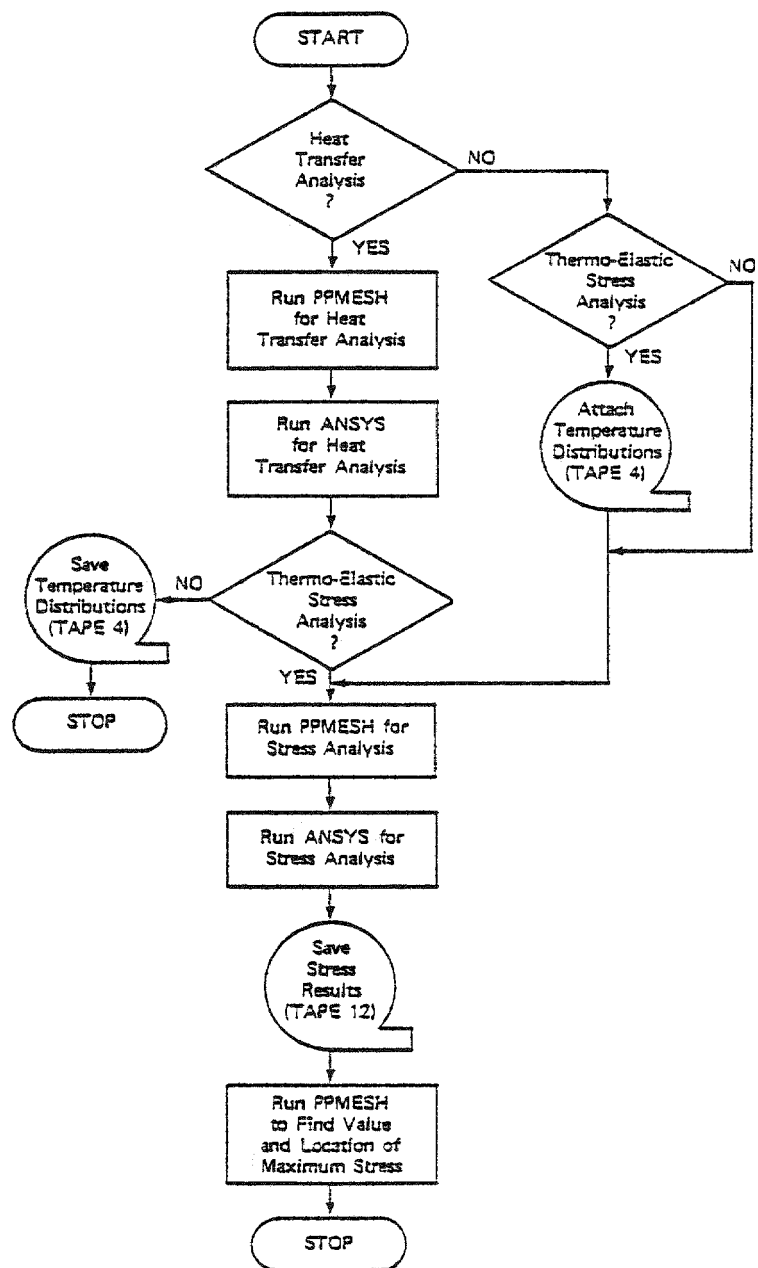 START
Heat
Transfer
Analysis
?
NO
YES
Thermo-Elastic
Stress
Analysis
?
NO
YES
Run PPMESH
for Heat
Transfer Analysis
Attach
Temperature
Distributions
(TAPE 4)
Run ANSYS
for Heat
Transfer Analysis
Save
Temperature
Distributions
(TAPE 4)
NO
Thermo-Elastic
Stress
Analysis
?
YES
STOP
Run PPMESH for
Stress Analysis
Run ANSYS for
Stress Analysis
Save
Stress
Results
(TAPE 12)
Run PPMESH
to Find Value
and Location of
Maximum Stress
STOP